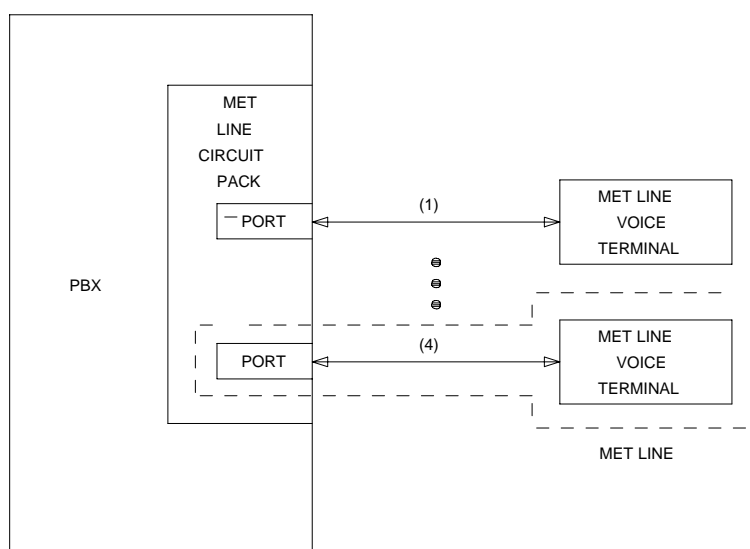 MET
LINE
CIRCUIT
PACK
PORT
(1)
MET LINE
VOICE
TERMINAL
PBX
PORT
(4)
MET LINE
VOICE
TERMINAL
MET LINE